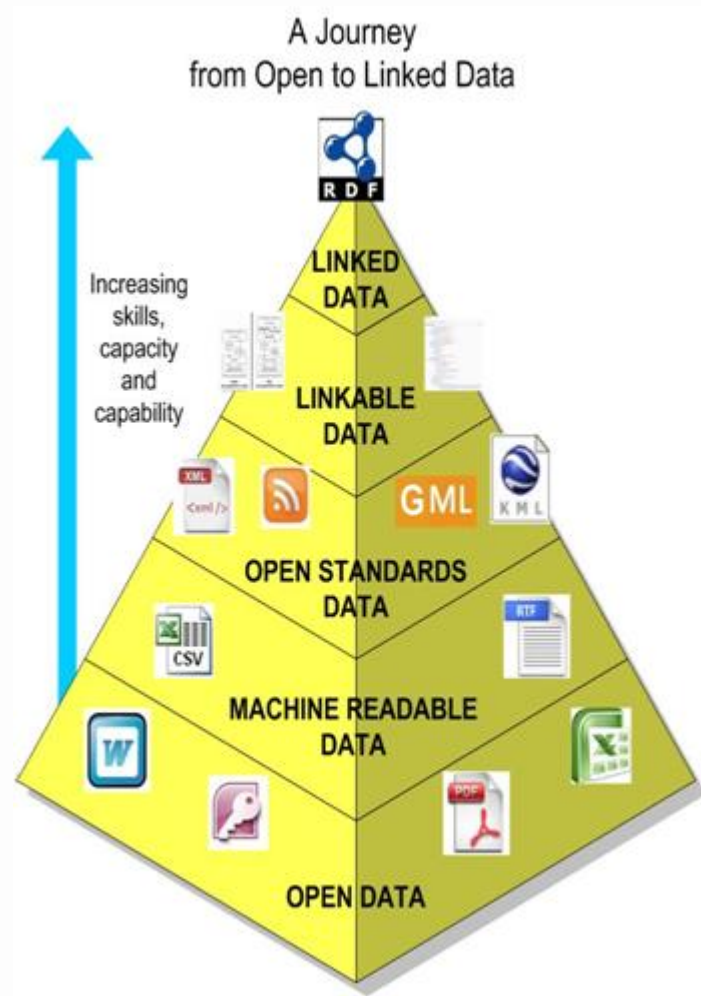 A Journey
from Open to Linked Data
RDF
LINKED
DATA
Increasing
skills,
capacity
and
capability
LINKABLE
DATA
XML
<xml />
GML
KML
OPEN STANDARDS
DATA
CSV
RTF
MACHINE READABLE
DATA
W
PDF
X
OPEN DATA